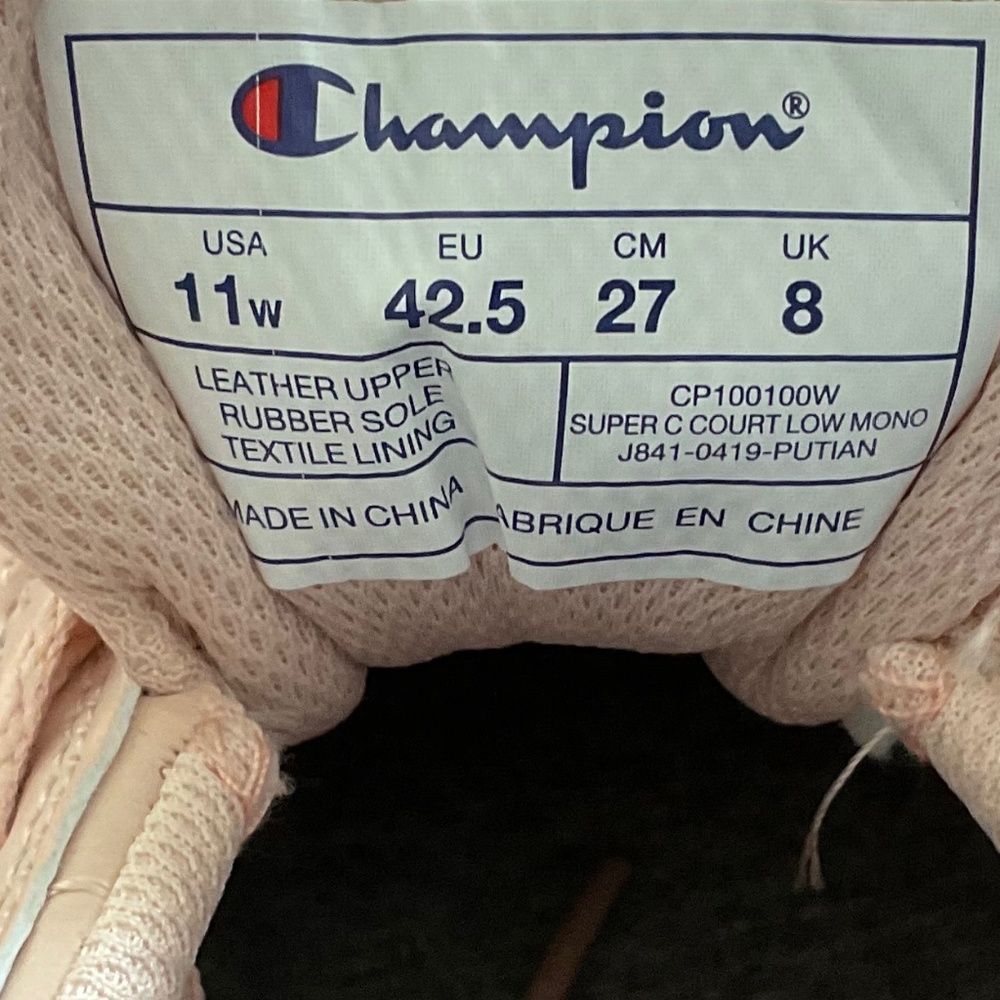 Champion®
USA EU CM UK
11w 42.5 27 8
LEATHER UPPER
RUBBER SOLE
TEXTILE LINING
CP100100W
SUPER C COURT LOW MONO
J841-0419-PUTIAN
MADE IN CHINA ABRIQUE EN CHINE